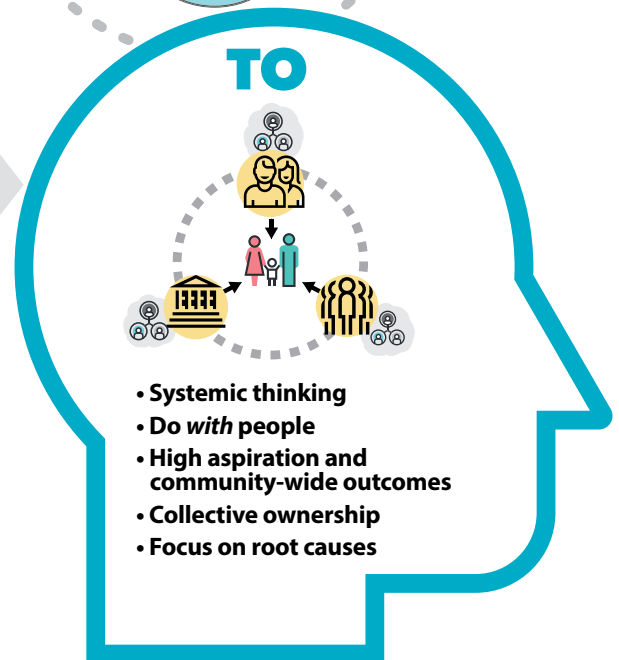 TO
• Systemic thinking
• Do with people
• High aspiration and
community-wide outcomes
• Collective ownership
• Focus on root causes